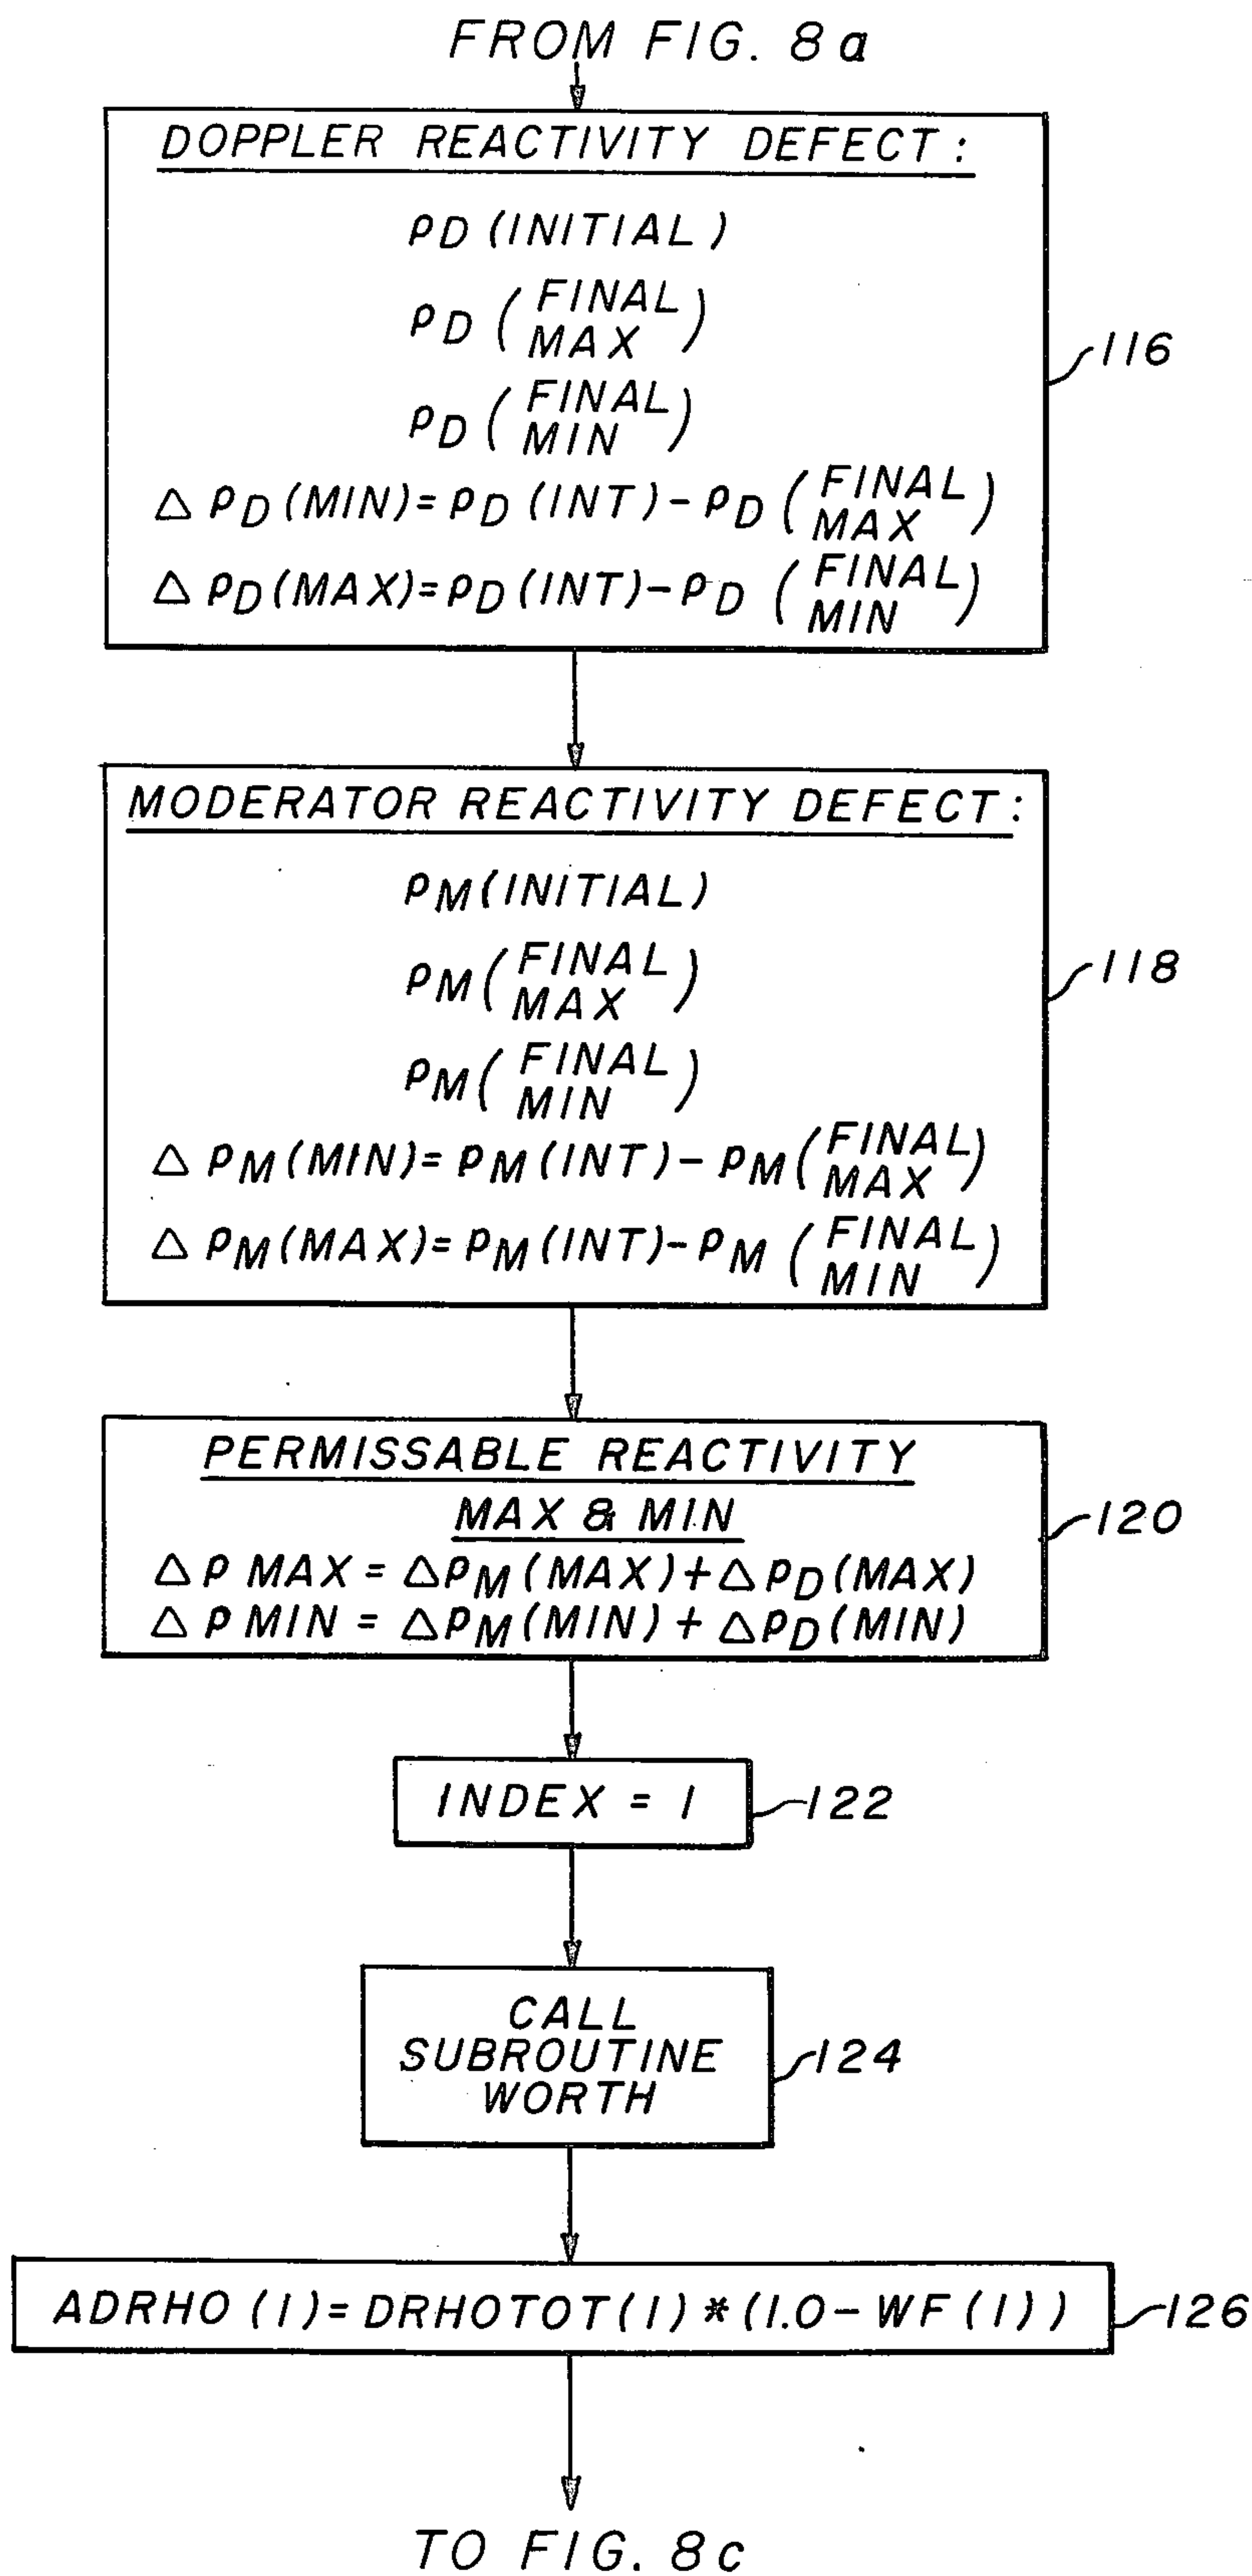 FROM FIG. 8a
DOPPLER REACTIVITY DEFECT:
ρD (INITIAL)
ρD (FINAL
MAX)
ρD (FINAL
MIN)
Δ ρD (MIN)= ρD (INT)- ρD (FINAL
MAX)
Δ ρD (MAX)= ρD (INT)- ρD (FINAL
MIN)
116
MODERATOR REACTIVITY DEFECT:
ρM (INITIAL)
ρM (FINAL
MAX)
ρM (FINAL
MIN)
Δ ρM (MIN)= ρM (INT)- ρM (FINAL
MAX)
Δ ρM (MAX)= ρM (INT)- ρM (FINAL
MIN)
118
PERMISSABLE REACTIVITY
MAX & MIN
Δ ρ MAX = ΔρM (MAX)+Δ ρD (MAX)
Δ ρ MIN = ΔρM (MIN)+ ΔρD (MIN)
120
INDEX = 1
122
CALL
SUBROUTINE
WORTH
124
ADRHO (1)= DRHOTOT(1) * (1.0- WF (1))
126
TO FIG. 8c